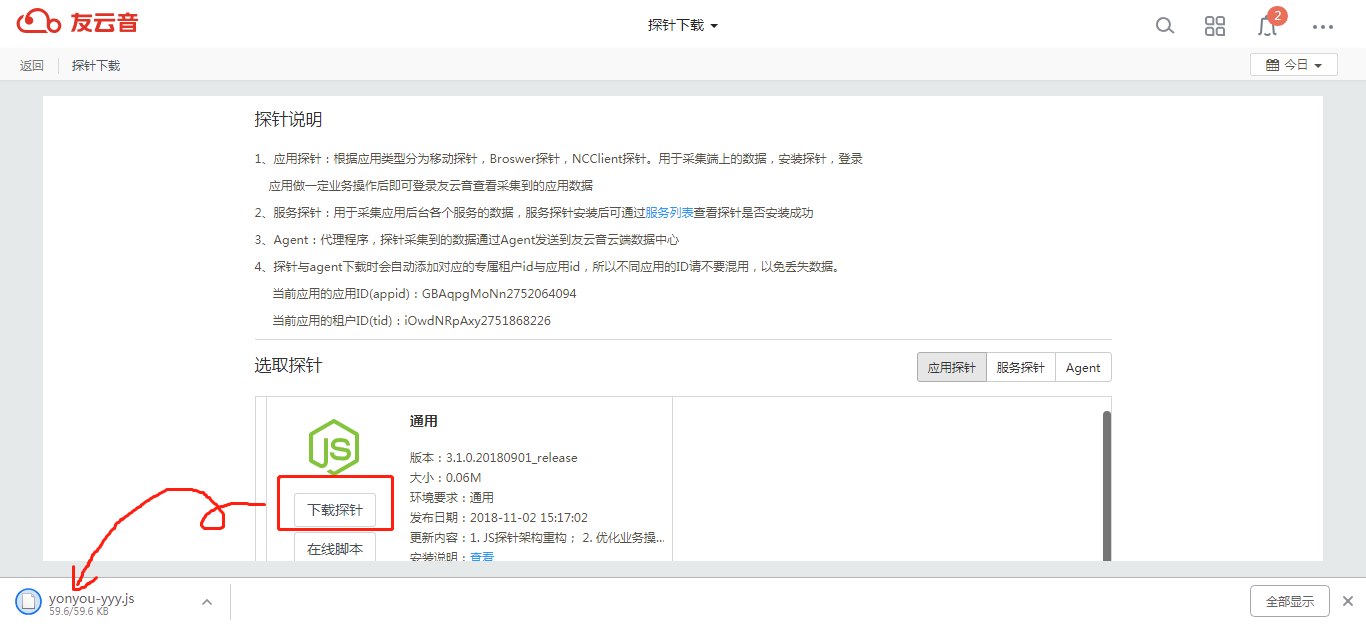 友云音
探针下载
2
返回
探针下载
今日
探针说明
1、应用探针：根据应用类型分为移动探针，Broswer探针，NCClient探针。用于采集端上的数据，安装探针，登录
应用做一定业务操作后即可登录友云音查看采集到的应用数据
2、服务探针：用于采集应用后台各个服务的数据，服务探针安装后可通过服务列表查看探针是否安装成功
3、Agent：代理程序，探针采集到的数据通过Agent发送到友云音云端数据中心
4、探针与agent下载时会自动添加对应的专属租户id与应用id，所以不同应用的ID请不要混用，以免丢失数据。
当前应用的应用ID(appid)：GBAqpgMoNn2752064094
当前应用的租户ID(tid)：iOwdNRpAxy2751868226
选取探针
应用探针
服务探针
Agent
JS
通用
版本：3.1.0.20180901_release
大小：0.06M
环境要求：通用
发布日期：2018-11-02 15:17:02
更新内容：1. JS探针架构重构； 2. 优化业务操...
安装说明：查看
下载探针
在线脚本
yonyou-yyy.js
59.6/59.6 KB
全部显示